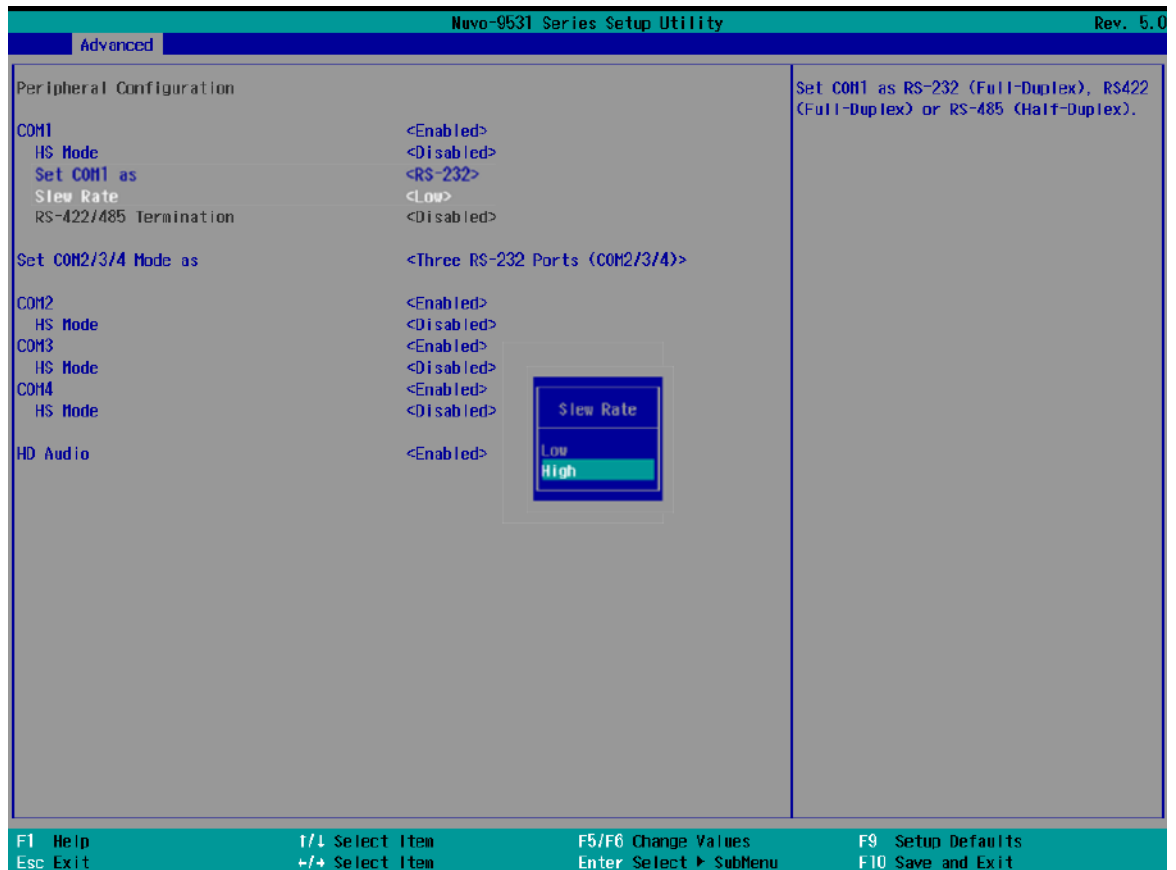 Nuvo-9531 Series Setup Utility Rev. 5.0
Advanced
Peripheral Configuration
Set COM1 as RS-232 (Full-Duplex), RS422
(Full-Duplex) or RS-485 (Half-Duplex).
COM1 <Enabled>
HS Mode <Disabled>
Set COM1 as <RS-232>
Slew Rate <Low>
RS-422/485 Termination <Disabled>
Set COM2/3/4 Mode as <Three RS-232 Ports (COM2/3/4)>
COM2 <Enabled>
HS Mode <Disabled>
COM3 <Enabled>
HS Mode <Disabled>
COM4 <Enabled>
HS Mode <Disabled>
HD Audio <Enabled>
Slew Rate
Low
High
F1 Help ↑/↓ Select Item F5/F6 Change Values F9 Setup Defaults
Esc Exit ←/→ Select Item Enter Select ▶ SubMenu F10 Save and Exit